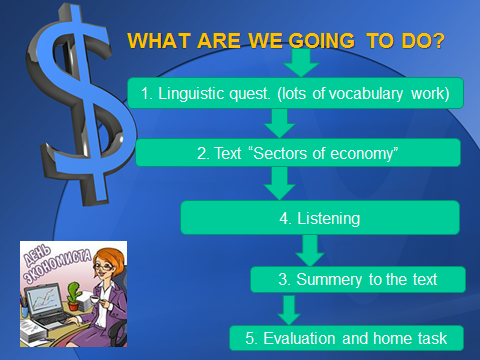 WHAT ARE WE GOING TO DO?
1. Linguistic quest. (lots of vocabulary work)
2. Text “Sectors of economy”
4. Listening
3. Summery to the text
5. Evaluation and home task
ДЕНЬ
ЭКОНОМИСТА